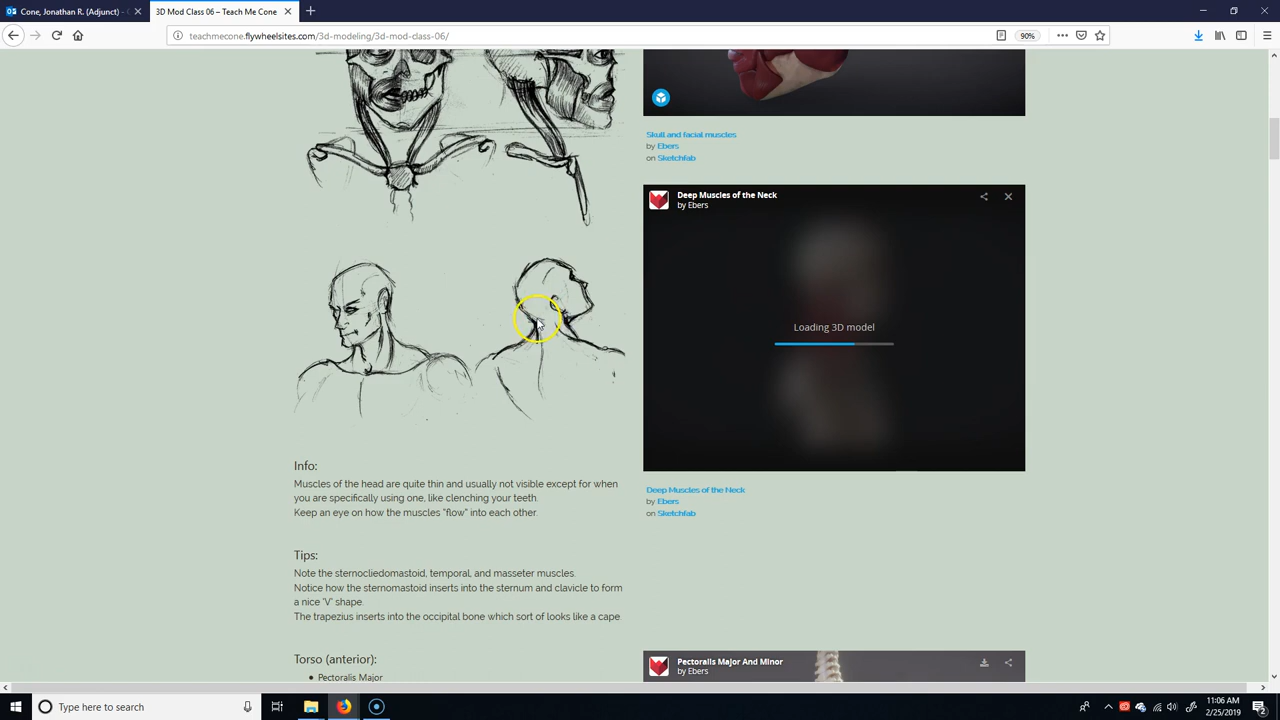 Cone, Jonathan R. (Adjunct) - O
3D Mod Class 06 – Teach Me Cone
teachmecone.flywheelsites.com/3d-modeling/3d-mod-class-06/
90%
Skull and facial muscles
by Ebers
on Sketchfab
Deep Muscles of the Neck
by Ebers
Loading 3D model
Deep Muscles of the Neck
by Ebers
on Sketchfab
Info:
Muscles of the head are quite thin and usually not visible except for when
you are specifically using one, like clenching your teeth.
Keep an eye on how the muscles "flow" into each other.
Tips:
Note the sternocliedomastoid, temporal, and masseter muscles.
Notice how the sternomastoid inserts into the sternum and clavicle to form
a nice "V" shape.
The trapezius inserts into the occipital bone which sort of looks like a cape.
Torso (anterior):
Pectoralis Major
Pectoralis Major And Minor
by Ebers
Type here to search
11:06 AM
2/25/2019
2